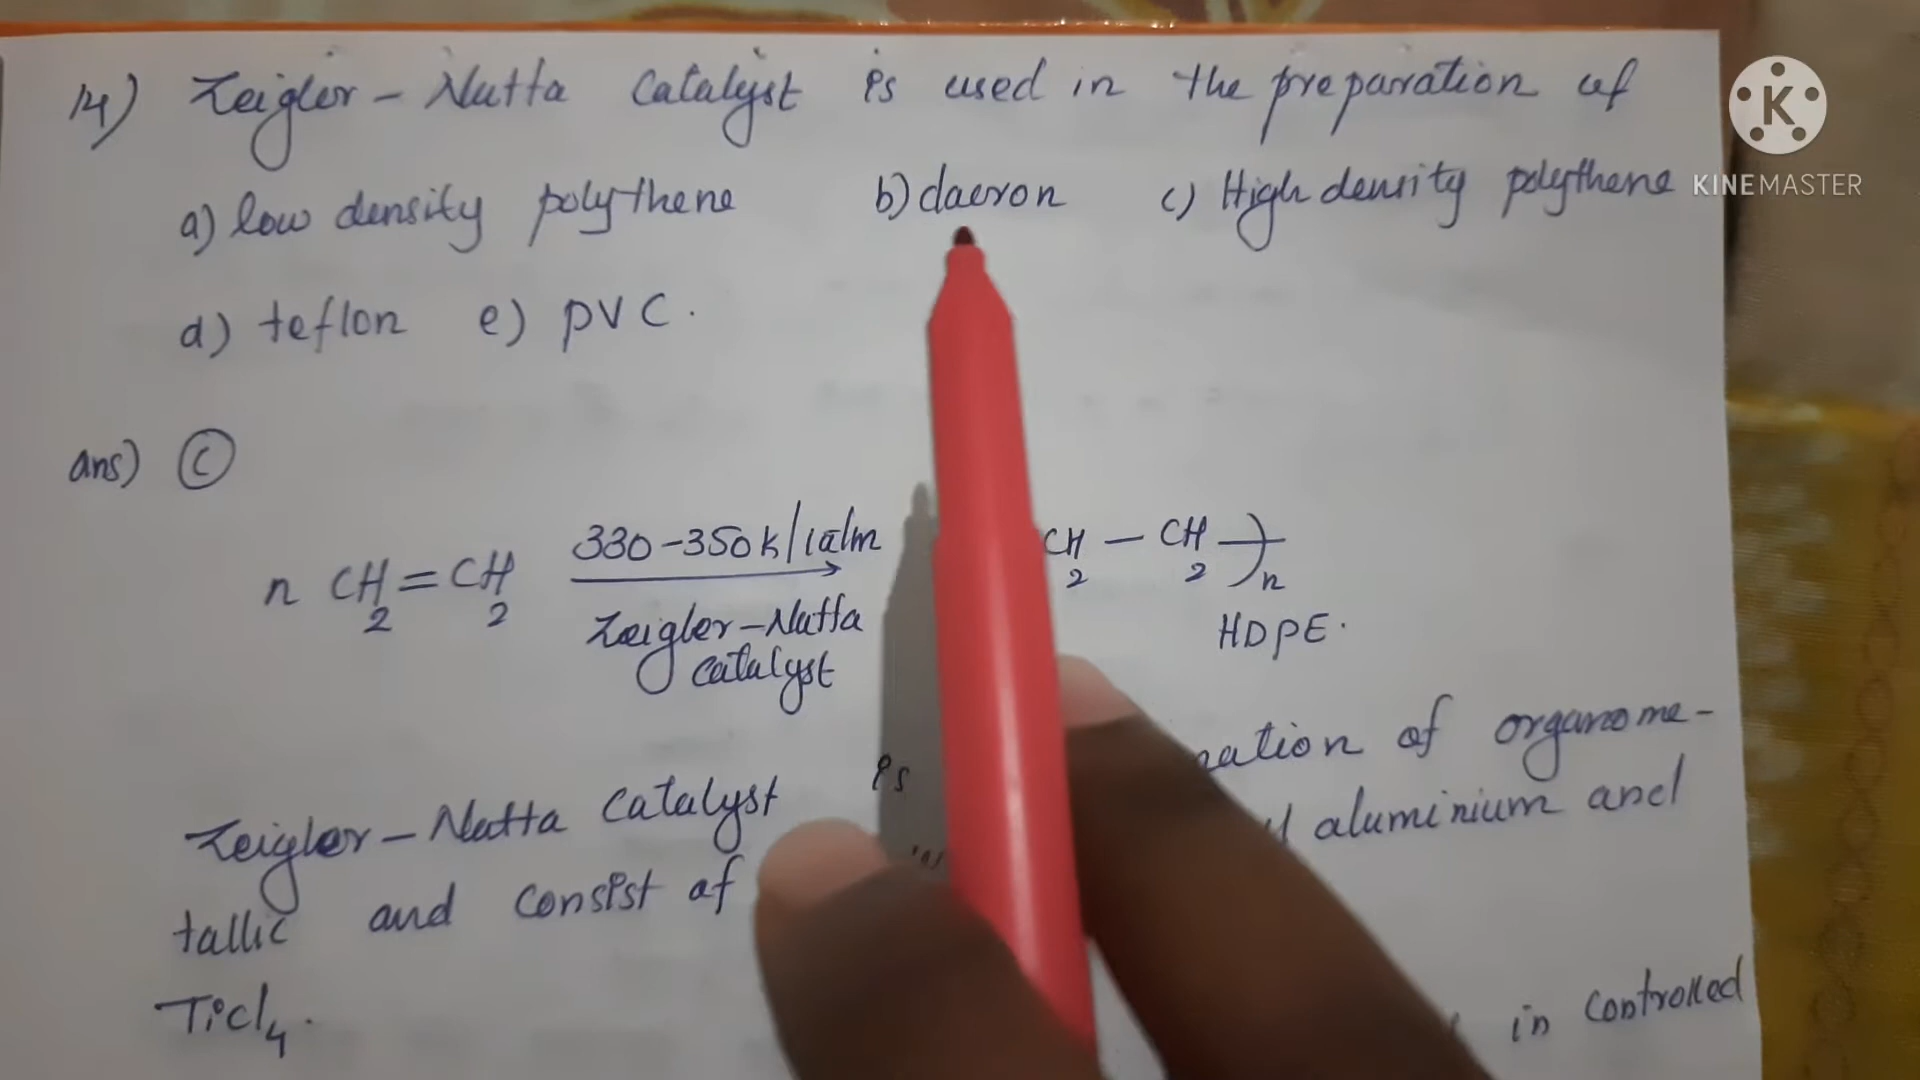 14) Zeigler - Natta Catalyst is used in the preparation of
a) low density polythene b) dacron c) High density polythene
d) teflon e) PVC.
ans) C
n CH2 = CH2 330-350k/1atm CH2 - CH2 )n
Zeigler-Natta catalyst
HDPE.
Zeigler - Natta Catalyst is nation of organome-
tallic and consist of aluminium and
TiCl4.
in controlled
K
KINEMASTER